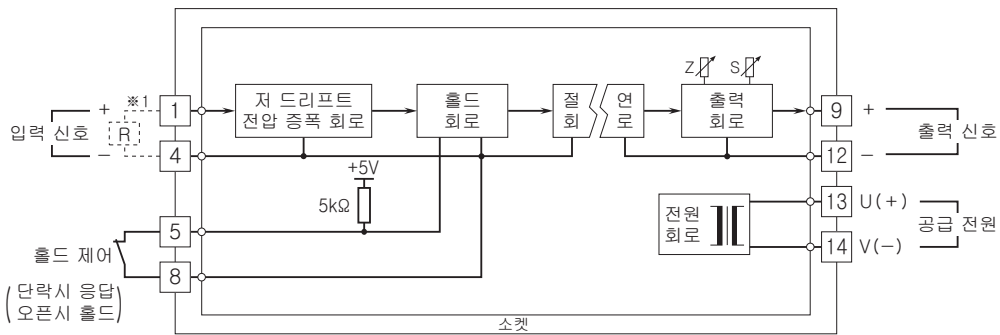 소켓
입력 신호
+
−
※1
R
1
4
저 드리프트
전압 증폭 회로
홀드
회로
절 연
회 로
Z
S
출력
회로
9
+
12
−
출력 신호
+5V
5kΩ
전원
회로
13
U(+)
14
V(−)
공급 전원
5
8
홀드 제어
(단락시 응답
오픈시 홀드)